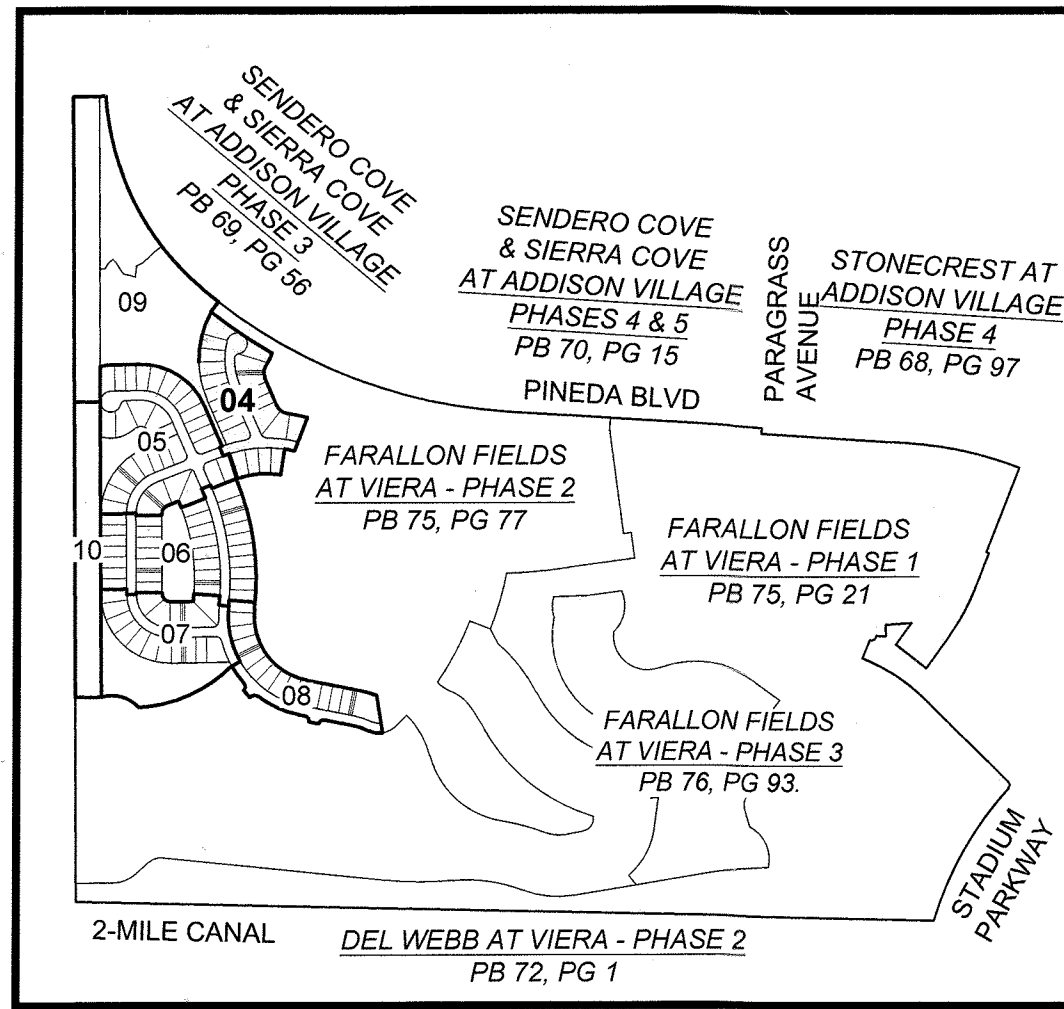 SENDERO COVE
& SIERRA COVE
AT ADDISON VILLAGE
PHASE 3
PB 69, PG 56
SENDERO COVE
& SIERRA COVE
AT ADDISON VILLAGE
PHASES 4 & 5
PB 70, PG 15
PARAGRASS
AVENUE
STONECREST AT
ADDISON VILLAGE
PHASE 4
PB 68, PG 97
PINEDA BLVD
09
04
05
FARALLON FIELDS
AT VIERA - PHASE 2
PB 75, PG 77
FARALLON FIELDS
AT VIERA - PHASE 1
PB 75, PG 21
10
06
07
08
FARALLON FIELDS
AT VIERA - PHASE 3
PB 76, PG 93.
STADIUM
PARKWAY
2-MILE CANAL
DEL WEBB AT VIERA - PHASE 2
PB 72, PG 1